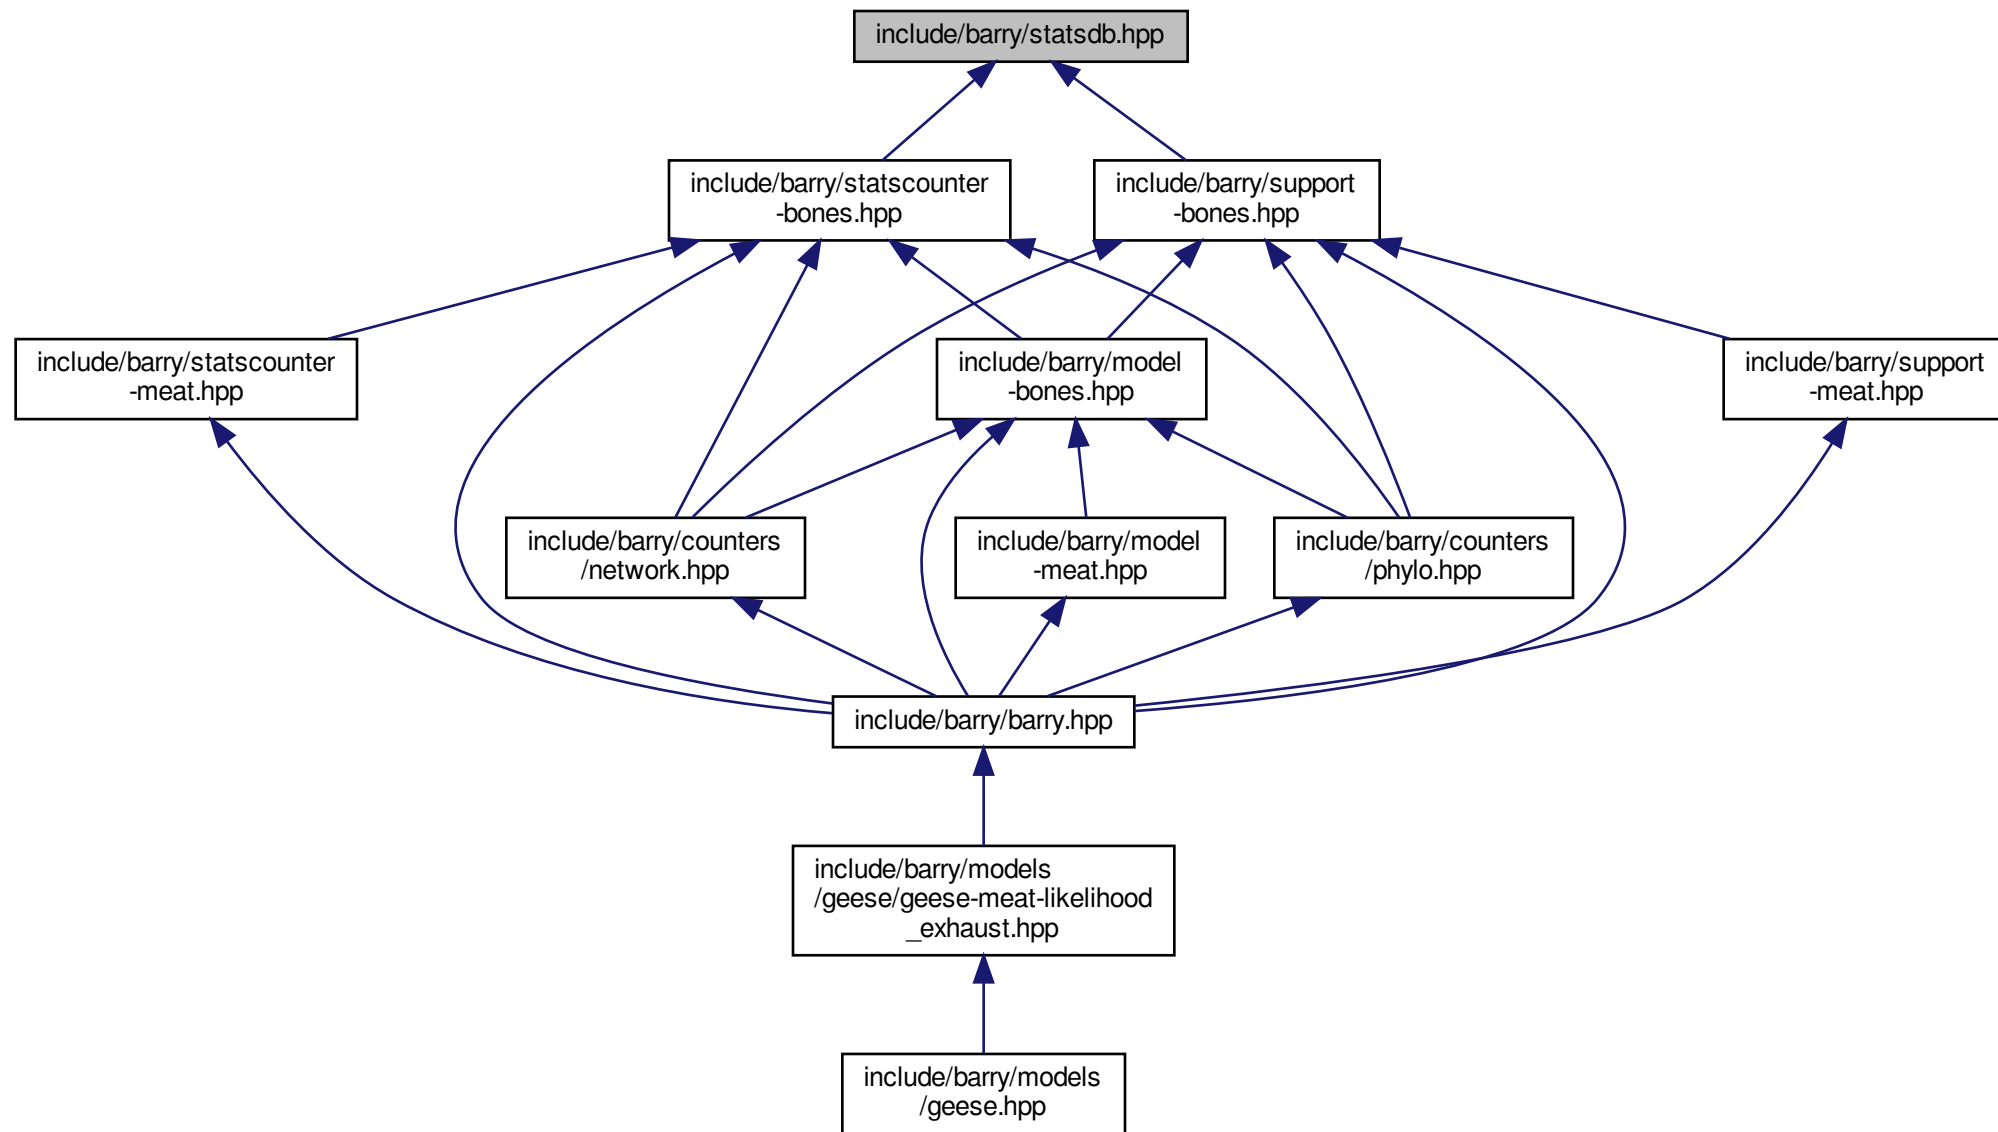 include/barry/statsdb.hpp
include/barry/statscounter
-bones.hpp
include/barry/support
-bones.hpp
include/barry/statscounter
-meat.hpp
include/barry/model
-bones.hpp
include/barry/support
-meat.hpp
include/barry/counters
/network.hpp
include/barry/model
-meat.hpp
include/barry/counters
/phylo.hpp
include/barry/barry.hpp
include/barry/models
/geese/geese-meat-likelihood
_exhaust.hpp
include/barry/models
/geese.hpp